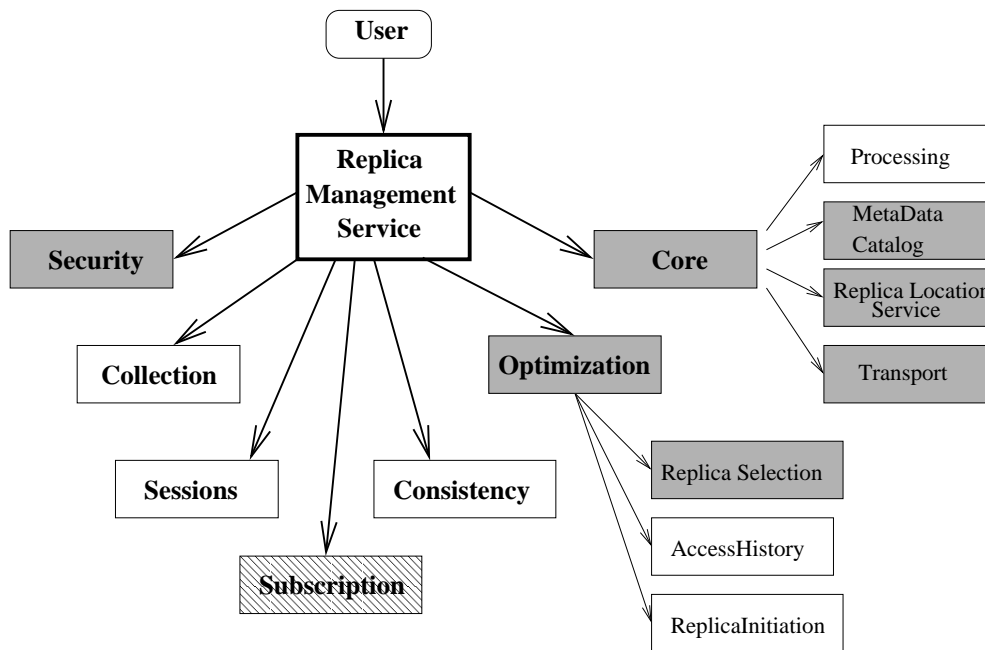 User
Replica
Management
Service
Processing
MetaData
Catalog
Security
Core
Replica Location
Service
Collection
Optimization
Transport
Sessions
Consistency
Replica Selection
AccessHistory
Subscription
ReplicaInitiation